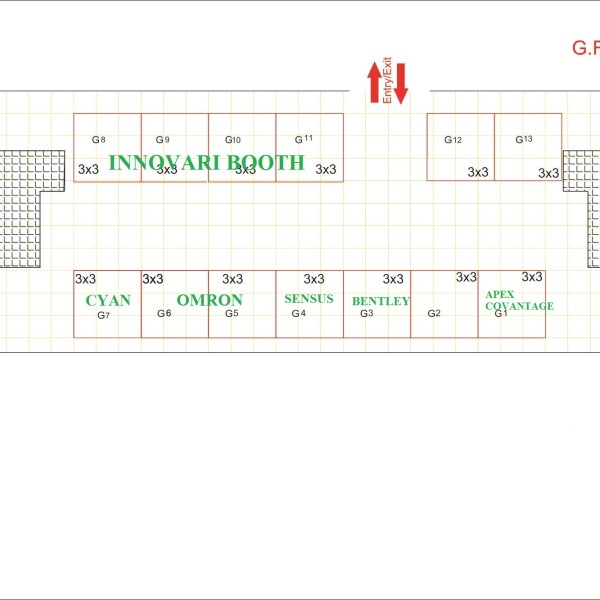 G.F
Entry/Exit
G8 G9 G10 G11 G12 G13
INNOVARI BOOTH
3x3 3x3 3x3 3x3 3x3 3x3
3x3 3x3 3x3 3x3 3x3 3x3 3x3
CYAN OMRON SENSUS BENTLEY APEX
COVANTAGE
G7 G6 G5 G4 G3 G2 G1